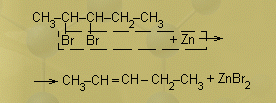 CH₃–CH–CH–CH₂–CH₃
Br Br + Zn →
→ CH₃–CH=CH–CH₂–CH₃ + ZnBr₂